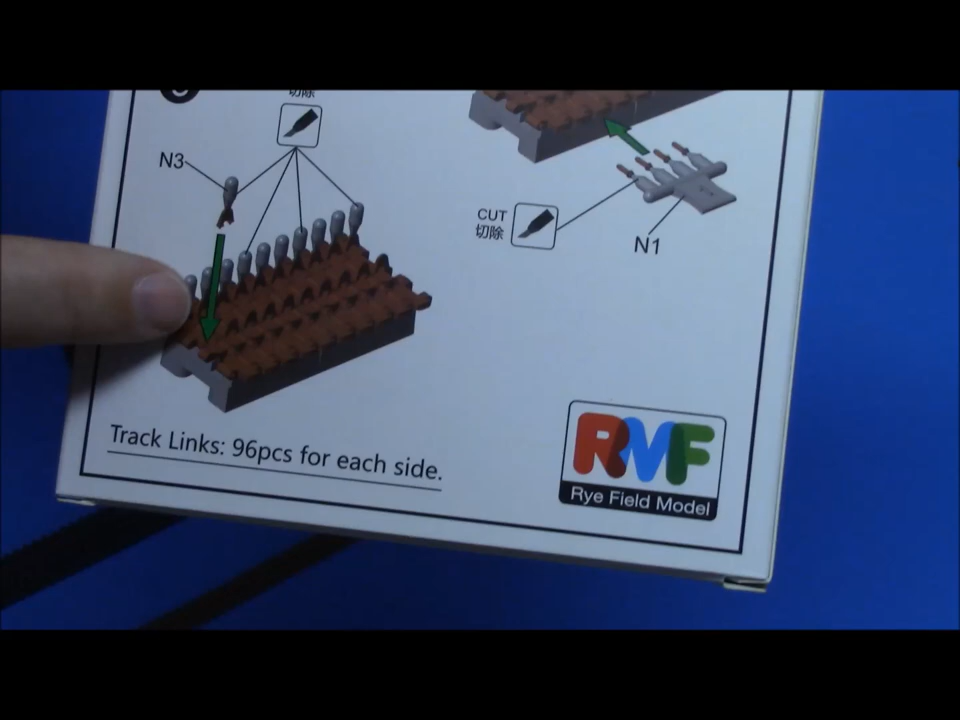 切除
N3
CUT
切除
N1
Track Links: 96pcs for each side.
RMF
Rye Field Model